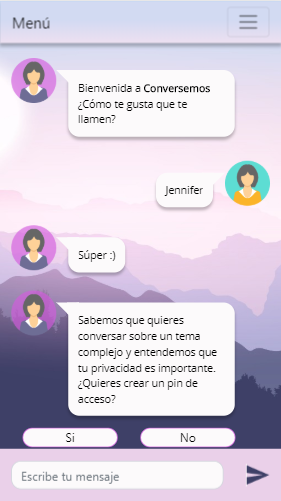 Menú
Bienvenida a Conversemos
¿Cómo te gusta que te
llamen?
Jennifer
Súper :)
Sabemos que quieres
conversar sobre un tema
complejo y entendemos que
tu privacidad es importante.
¿Quieres crear un pin de
acceso?
Si
No
Escribe tu mensaje